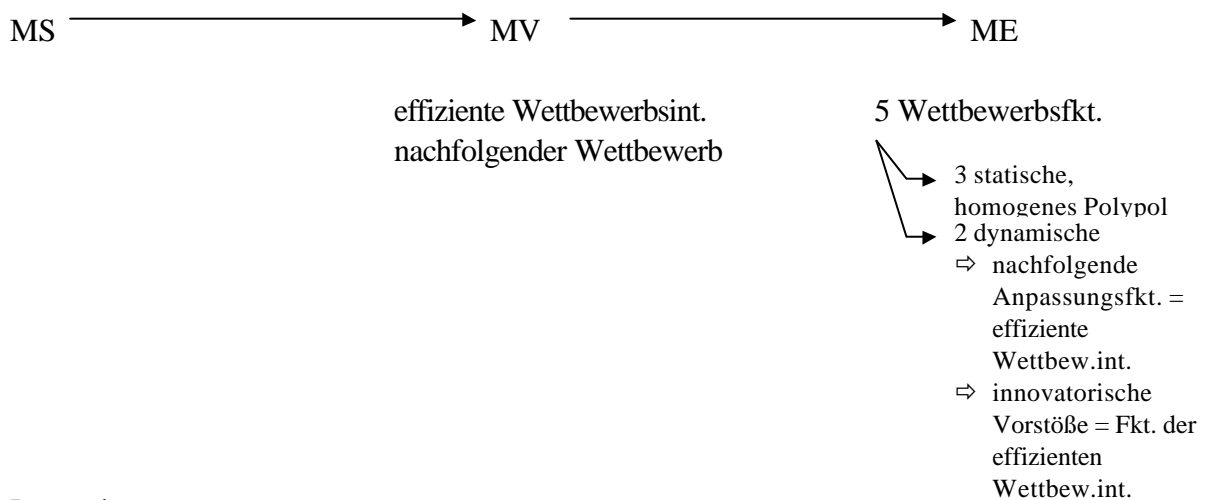 MS MV ME
effiziente Wettbewerbsint. 5 Wettbewerbsfkt.
nachfolgender Wettbewerb
3 statische,
homogenes Polypol
2 dynamische
⇨ nachfolgende
Anpassungsfkt. =
effiziente
Wettbew.int.
⇨ innovatorische
Vorstöße = Fkt. der
effizienten
Wettbew.int.